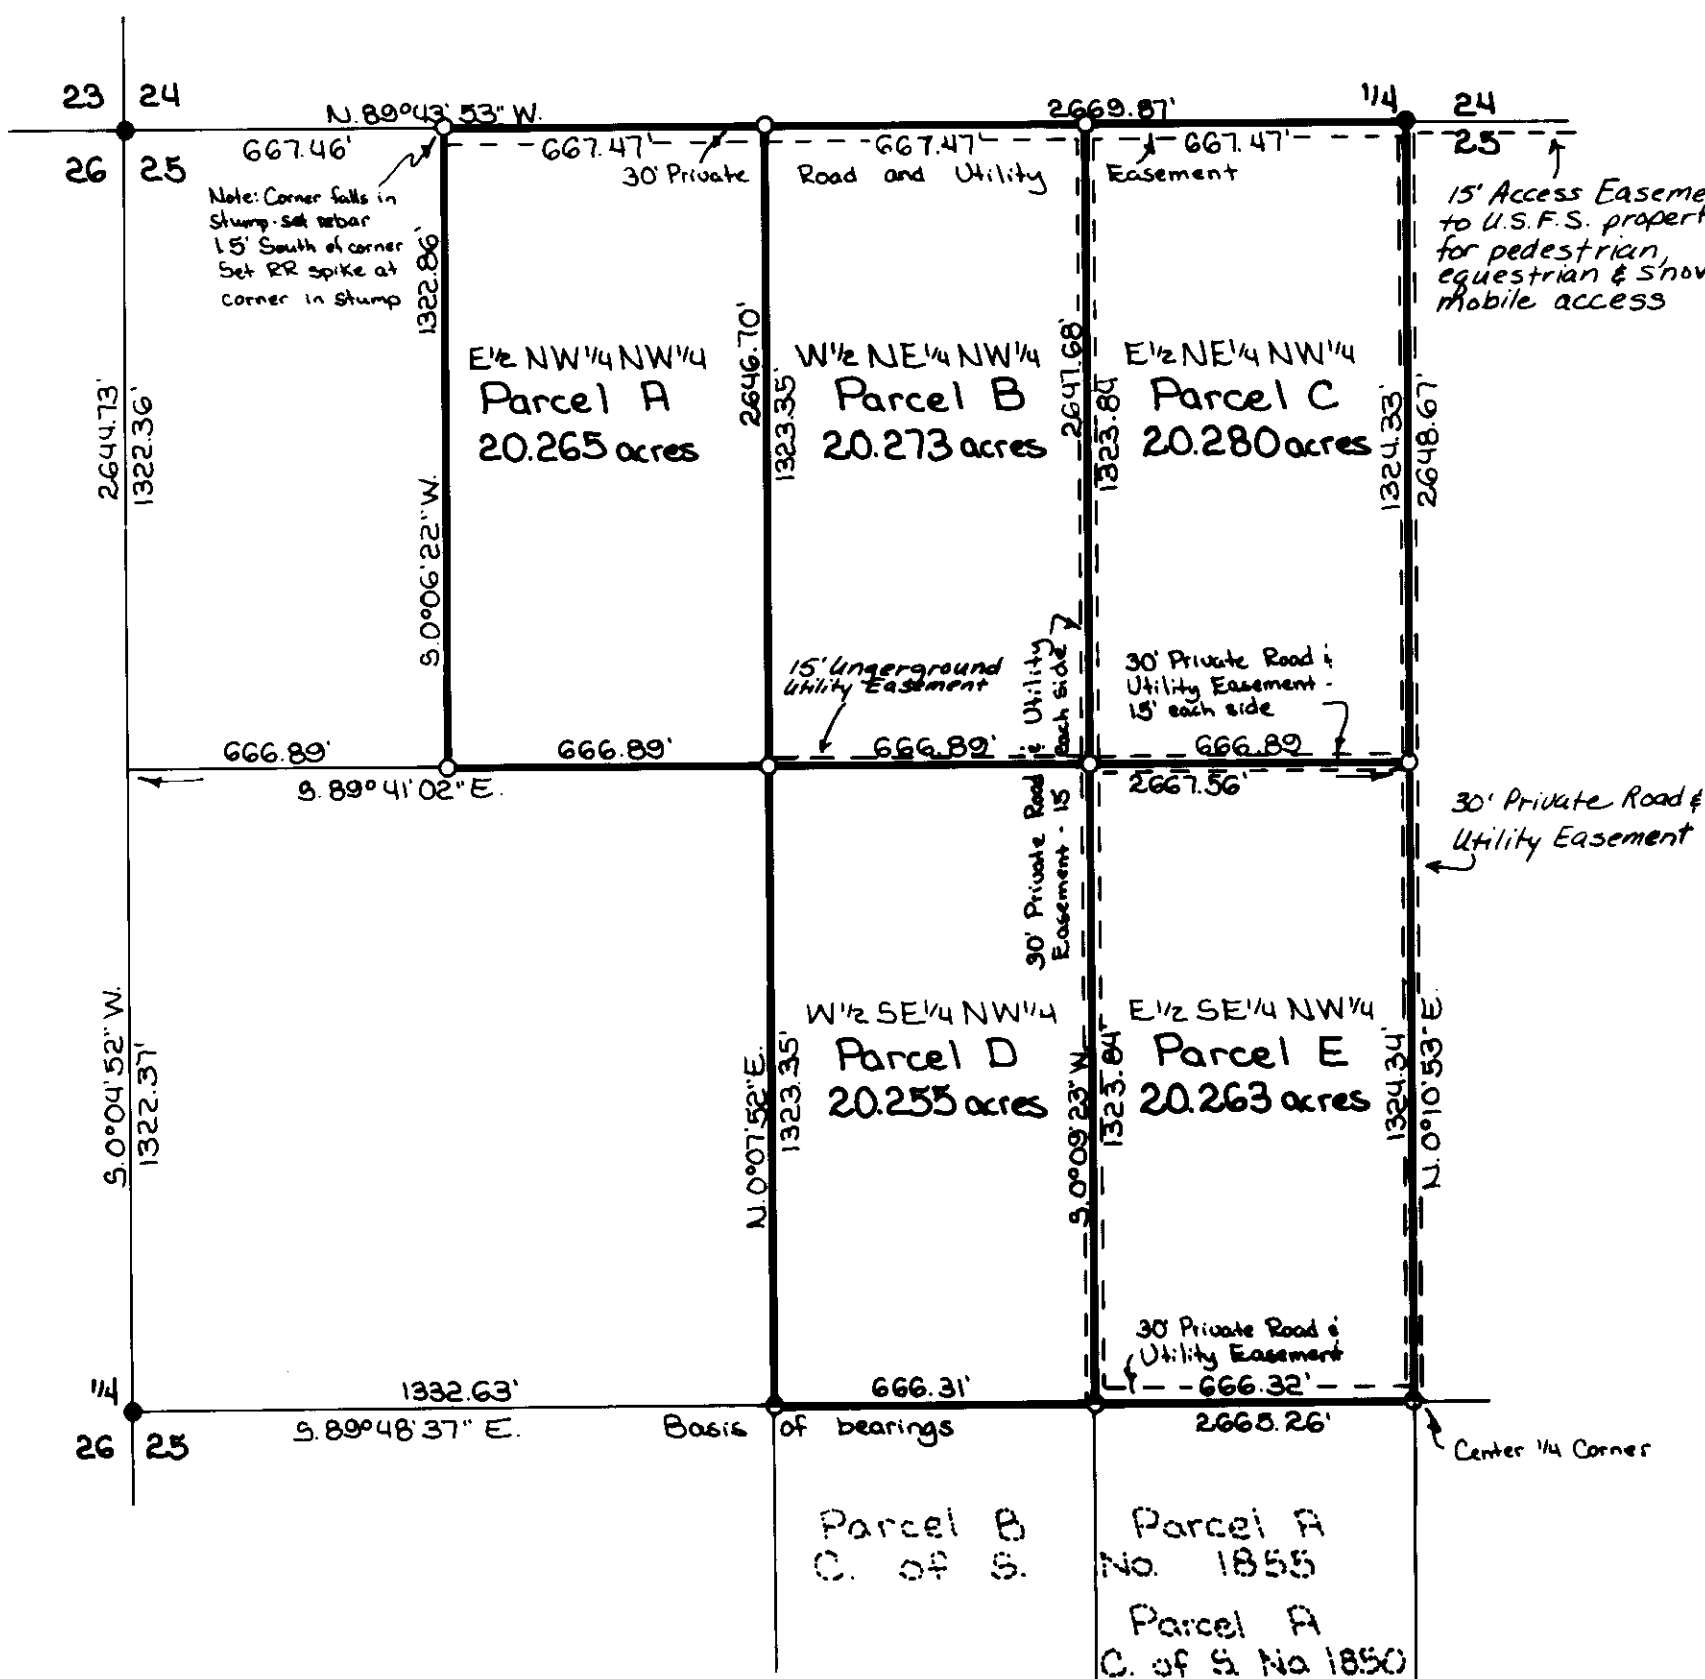 23 24
26 25
N. 89°43'53" W.
2669.87'
1/4
24
25
667.46'
667.47'
667.47'
667.47'
30' Private Road and Utility Easement
Note: Corner falls in
Stump-set rebar
1.5' South of corner
Set RR spike at
corner in stump
15' Access
to U.S.F.S.
for pedestrian,
equestrian &
mobile access
2644.73'
1322.36'
1322.86'
S.0°06'22"W.
E1/2 NW1/4 NW1/4
Parcel A
20.265 acres
2646.70'
1323.35'
W1/2 NE1/4 NW1/4
Parcel B
20.273 acres
2647.68'
1323.84'
E1/2 NE1/4 NW1/4
Parcel C
20.280 acres
1324.33'
2648.67'
15' Ungerground
Utility Easement
30' Private Road & Utility
Easement - 15' each side
30' Private Road &
Utility Easement -
15' each side
666.89'
666.89'
666.89'
666.89
S.89°41'02"E.
2667.56'
30' Private Road &
Utility Easement
S.0°04'52"W.
1322.37'
N.0°07'52"E.
1323.35'
W1/2 SE1/4 NW1/4
Parcel D
20.255 acres
S.0°09'23"W.
1323.84'
E1/2 SE1/4 NW1/4
Parcel E
20.263 acres
1324.34'
N.0°10'53"E.
30' Private Road &
Utility Easement
1/4
1332.63'
666.31'
666.32'
26 25
S.89°48'37" E.
Basis of bearings
2665.26'
Center 1/4 Corner
Parcel B
Parcel A
C. of S. No. 1855
Parcel A
C. of S. No 1850